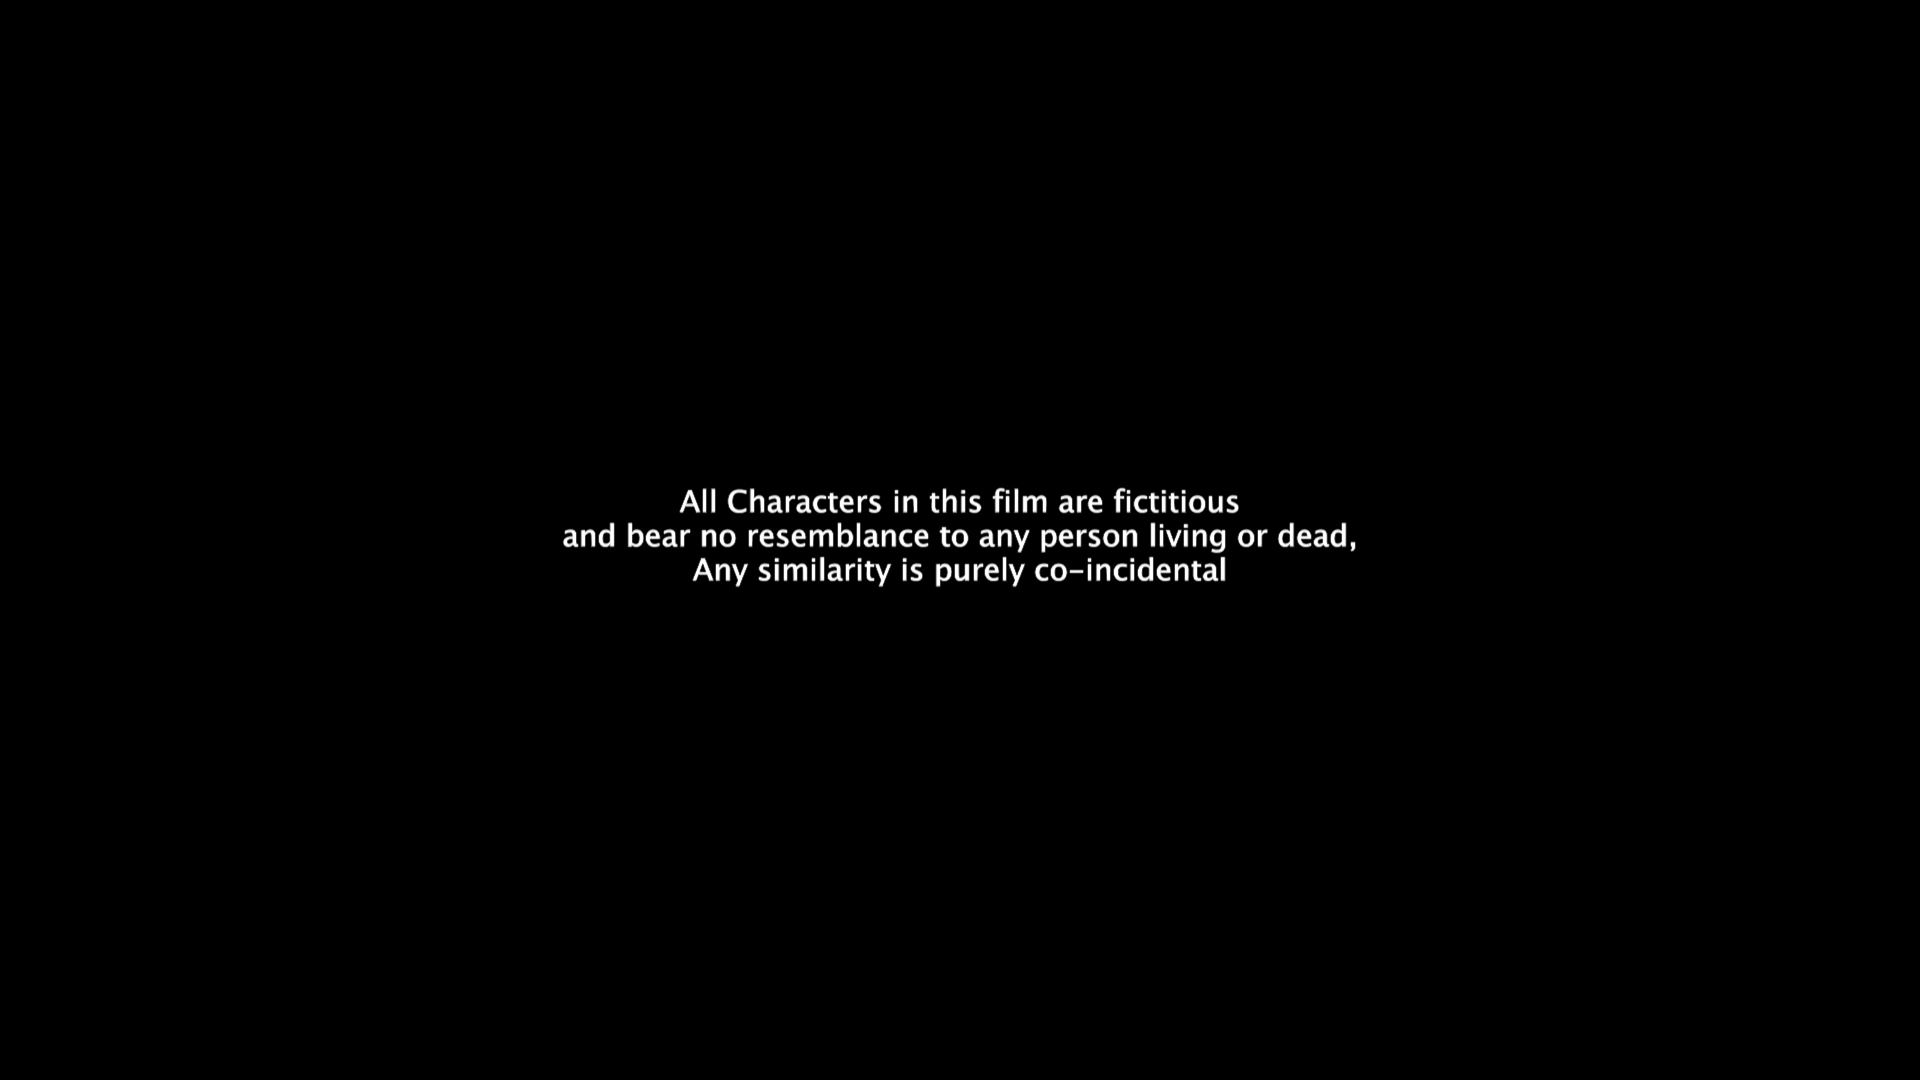 All Characters in this film are fictitious
and bear no resemblance to any person living or dead,
Any similarity is purely co-incidental